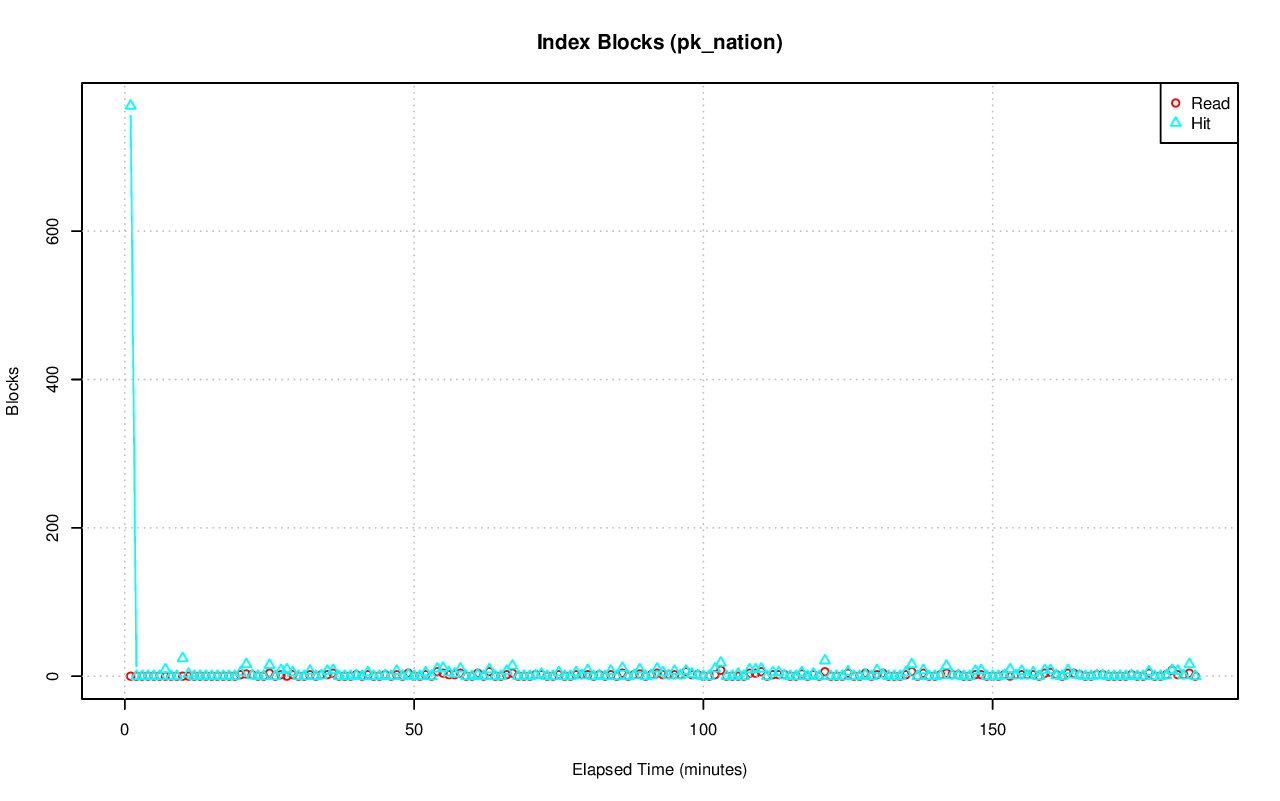 Index Blocks (pk_nation)
Read
Hit
600
400
200
0
Blocks
0
50
100
150
Elapsed Time (minutes)